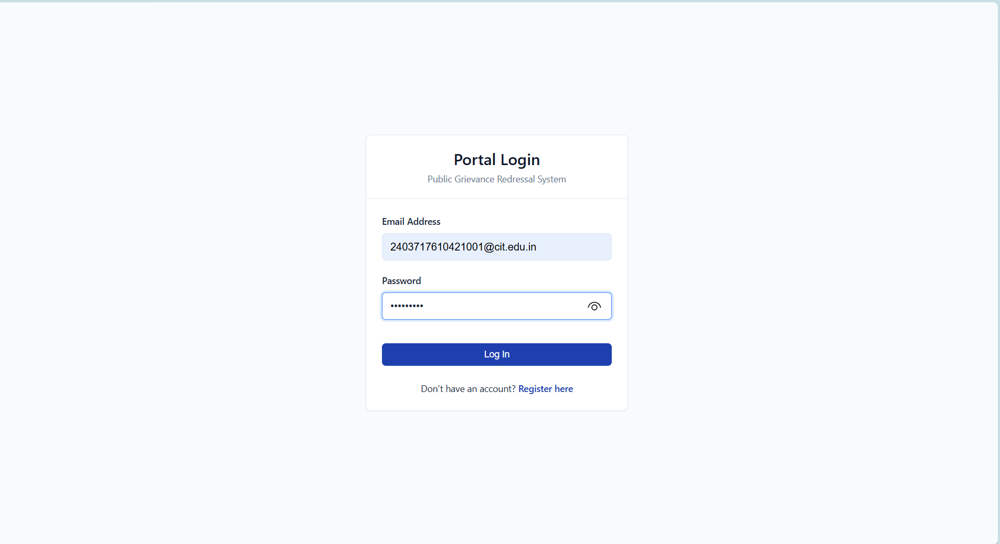 Portal Login
Public Grievance Redressal System
Email Address
2403717610421001@cit.edu.in
Password
•••••••••
Log In
Don't have an account? Register here